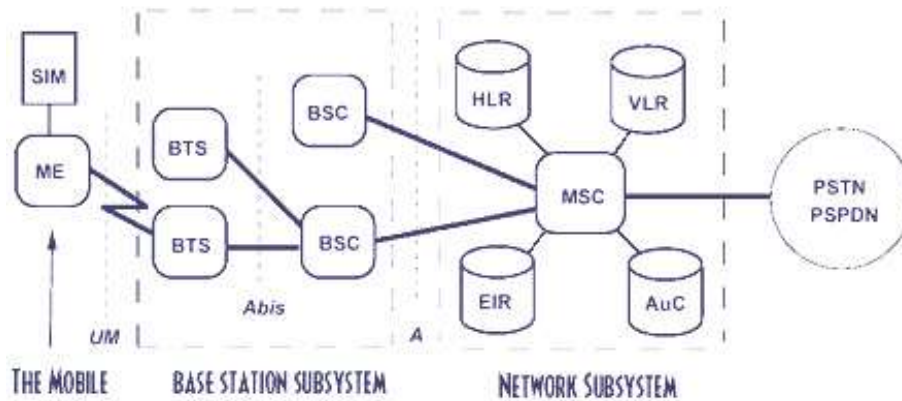 SIM
ME
BTS
BTS
BSC
BSC
HLR
VLR
MSC
EIR
AuC
PSTN
PSPDN
UM
Abis
A
THE MOBILE
BASE STATION SUBSYSTEM
NETWORK SUBSYSTEM